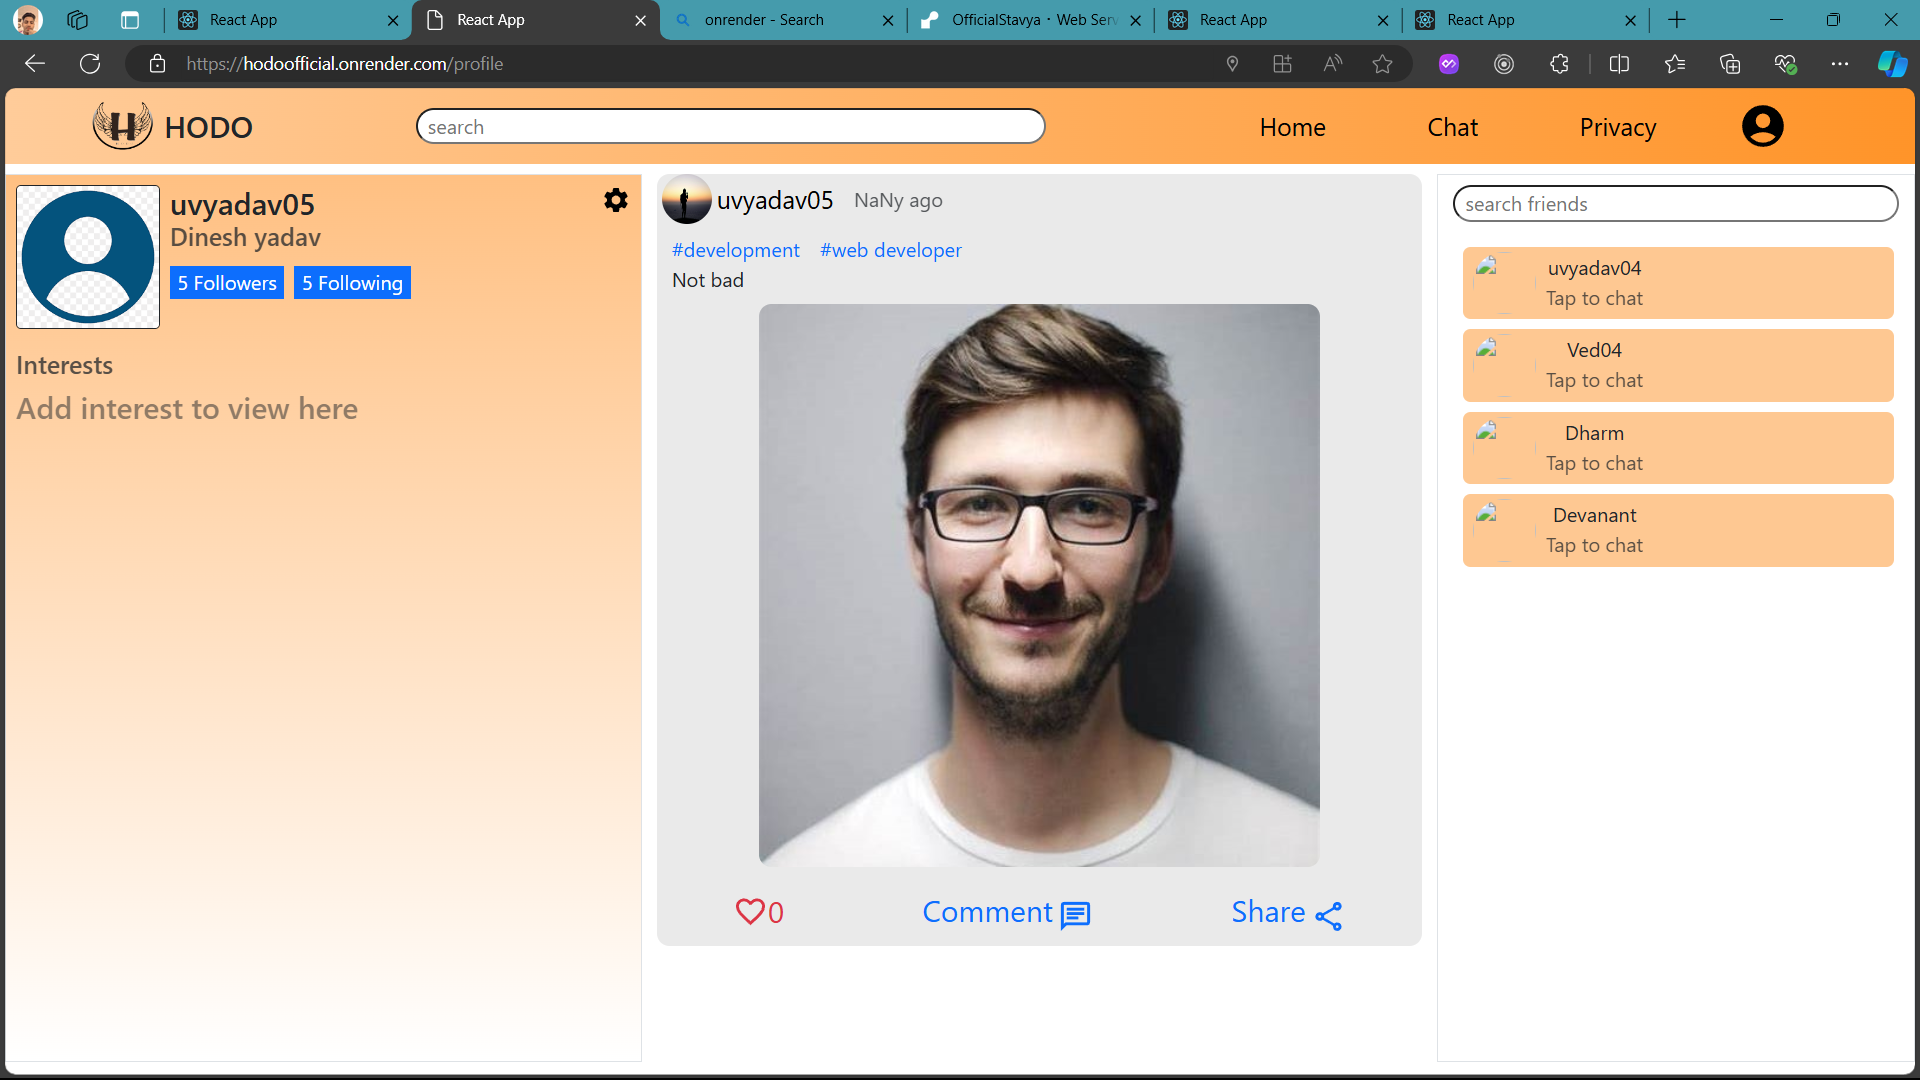 React App
React App
onrender - Search
OfficialStavya · Web Serv
React App
React App
https://hodoofficial.onrender.com/profile
H HODO
search
Home
Chat
Privacy
uvyadav05
Dinesh yadav
5 Followers
5 Following
Interests
Add interest to view here
uvyadav05
NaNy ago
#development #web developer
Not bad
0
Comment
Share
search friends
uvyadav04
Tap to chat
Ved04
Tap to chat
Dharm
Tap to chat
Devanant
Tap to chat